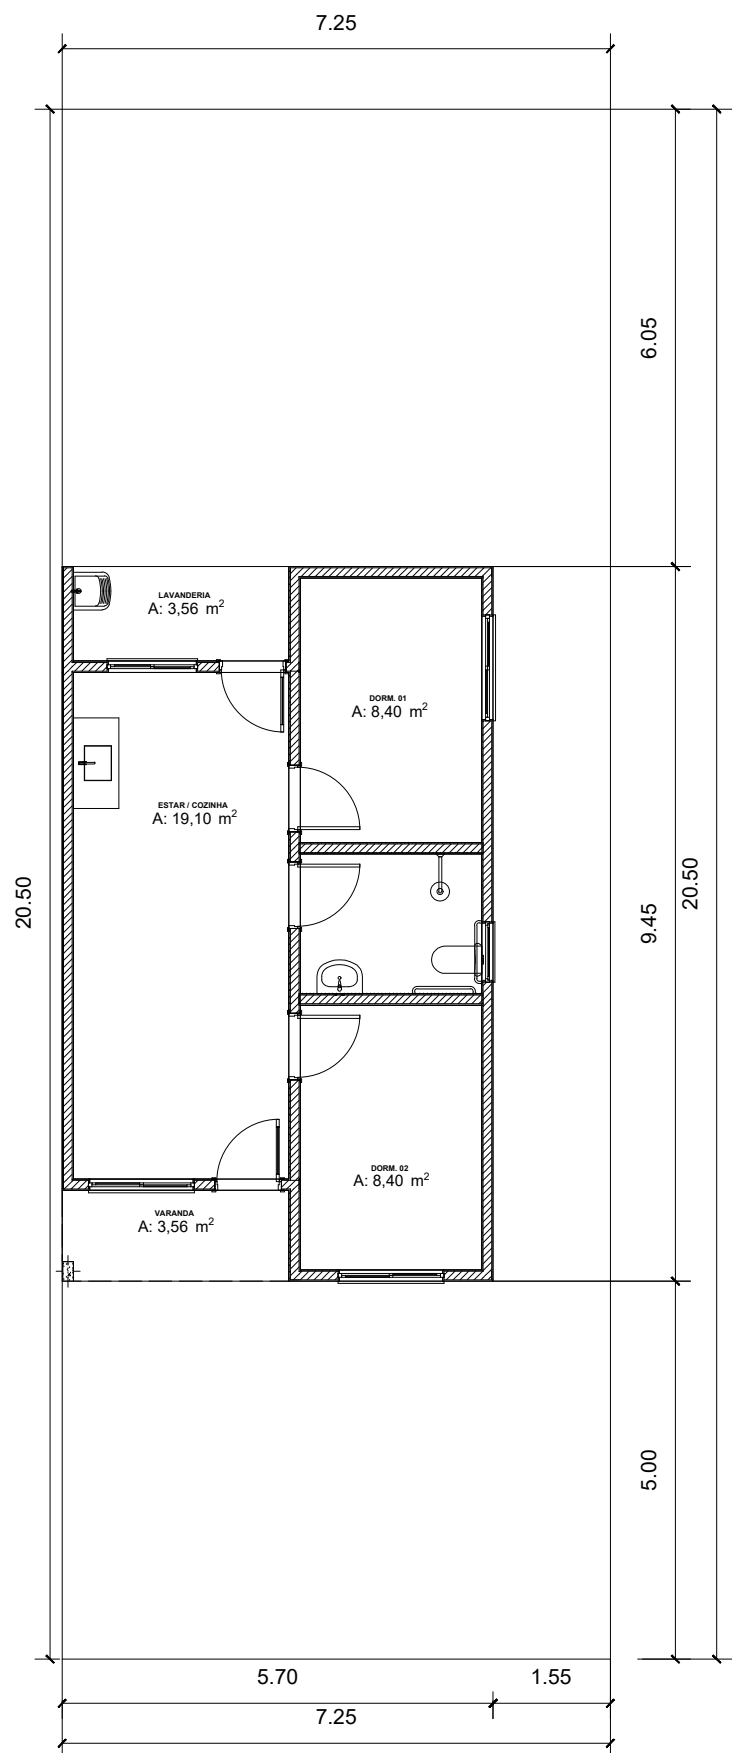 7.25
6.05
LAVANDERIA
A: 3,56 m²
DORM. 01
A: 8,40 m²
ESTAR / COZINHA
A: 19,10 m²
20.50
9.45
20.50
DORM. 02
A: 8,40 m²
VARANDA
A: 3,56 m²
5.00
5.70
1.55
7.25